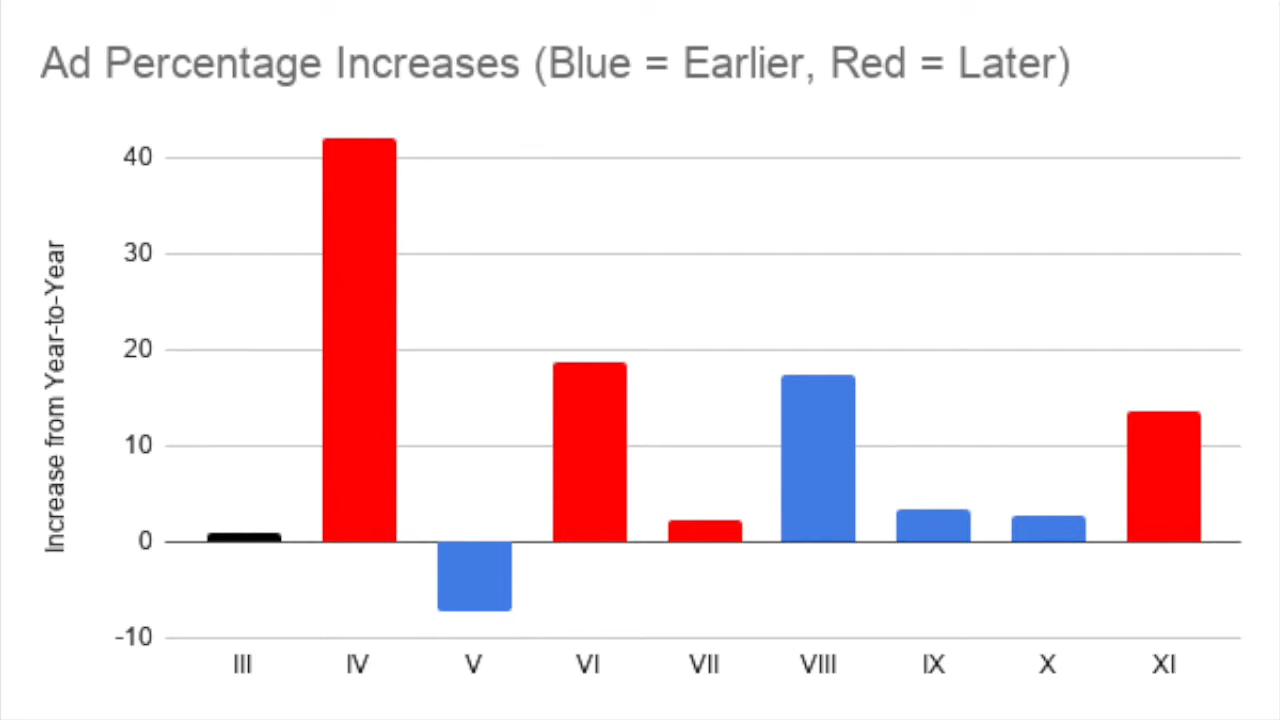 Ad Percentage Increases (Blue = Earlier, Red = Later)
Increase from Year-to-Year
40
30
20
10
0
-10
III IV V VI VII VIII IX X XI